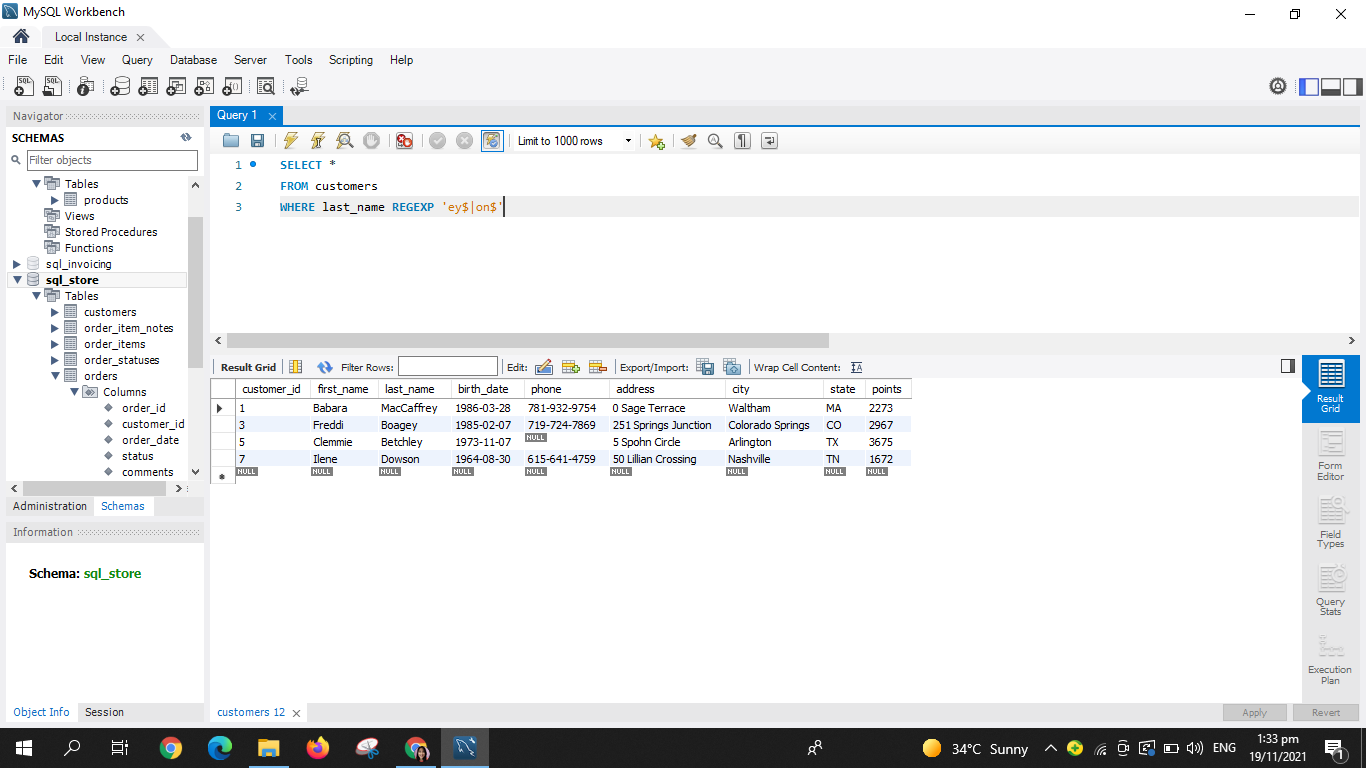 MySQL Workbench
Local Instance
File Edit View Query Database Server Tools Scripting Help
Navigator
SCHEMAS
Filter objects
Tables
products
Views
Stored Procedures
Functions
sql_invoicing
sql_store
Tables
customers
order_item_notes
order_items
order_statuses
orders
Columns
order_id
customer_id
order_date
status
comments
Administration Schemas
Information
Schema: sql_store
Object Info Session
Query 1
Limit to 1000 rows
1 SELECT *
2 FROM customers
3 WHERE last_name REGEXP 'ey$|on$'
Result Grid Filter Rows: Edit: Export/Import: Wrap Cell Content: IA
customer_id first_name last_name birth_date phone address city state points
1 Babara MacCaffrey 1986-03-28 781-932-9754 0 Sage Terrace Waltham MA 2273
3 Freddi Boagey 1985-02-07 719-724-7869 251 Springs Junction Colorado Springs CO 2967
5 Clemmie Betchley 1973-11-07 NULL 5 Spohn Circle Arlington TX 3675
7 Ilene Dowson 1964-08-30 615-641-4759 50 Lillian Crossing Nashville TN 1672
NULL NULL NULL NULL NULL NULL NULL NULL NULL
Result
Grid
Form
Editor
Field
Types
Query
Stats
Execution
Plan
customers 12
Apply Revert
34°C Sunny
ENG
1:33 pm
19/11/2021
1